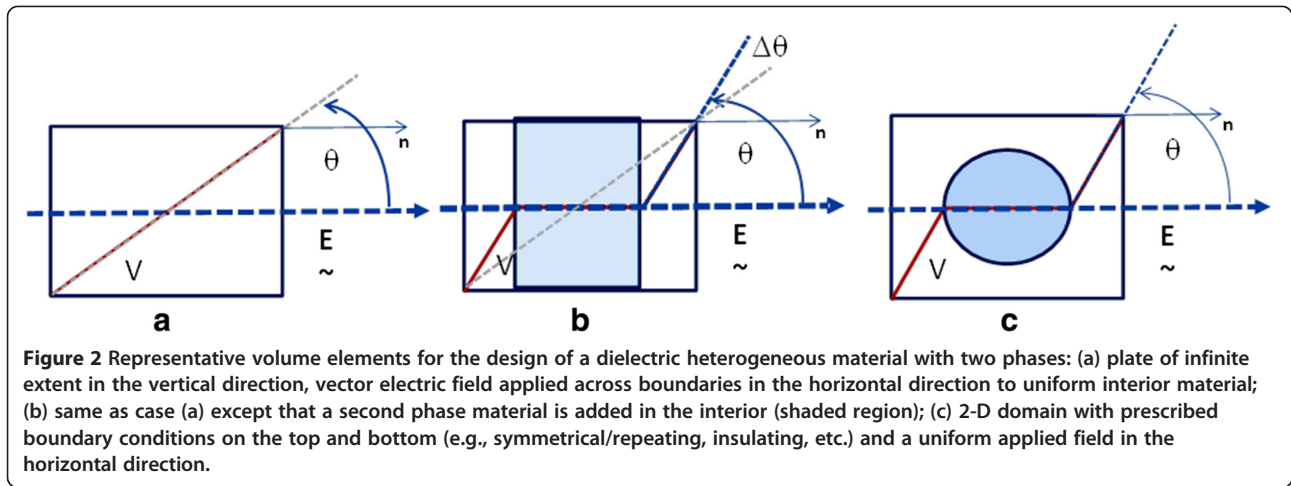 Δθ
n θ V E ~ a
n θ V E ~ b
n θ V E ~ c
Figure 2 Representative volume elements for the design of a dielectric heterogeneous material with two phases: (a) plate of infinite
extent in the vertical direction, vector electric field applied across boundaries in the horizontal direction to uniform interior material;
(b) same as case (a) except that a second phase material is added in the interior (shaded region); (c) 2-D domain with prescribed
boundary conditions on the top and bottom (e.g., symmetrical/repeating, insulating, etc.) and a uniform applied field in the
horizontal direction.